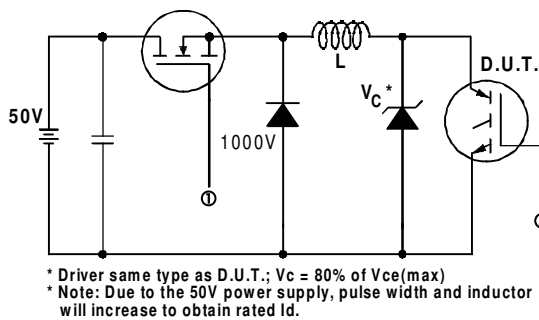 D.U.T.
L
VC *
50V
1000V
①
* Driver same type as D.U.T.; Vc = 80% of Vce(max)
* Note: Due to the 50V power supply, pulse width and inductor
will increase to obtain rated Id.